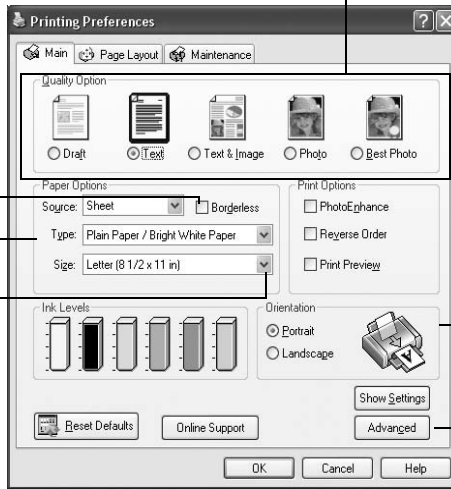 Printing Preferences
Main Page Layout Maintenance
Quality Option
Draft Text Text & Image Photo Best Photo
Paper Options
Source: Sheet Borderless
Type: Plain Paper / Bright White Paper
Size: Letter (8 1/2 x 11 in)
Print Options
PhotoEnhance
Reverse Order
Print Preview
Ink Levels
Orientation
Portrait
Landscape
A
Show Settings
Reset Defaults Online Support Advanced
OK Cancel Help